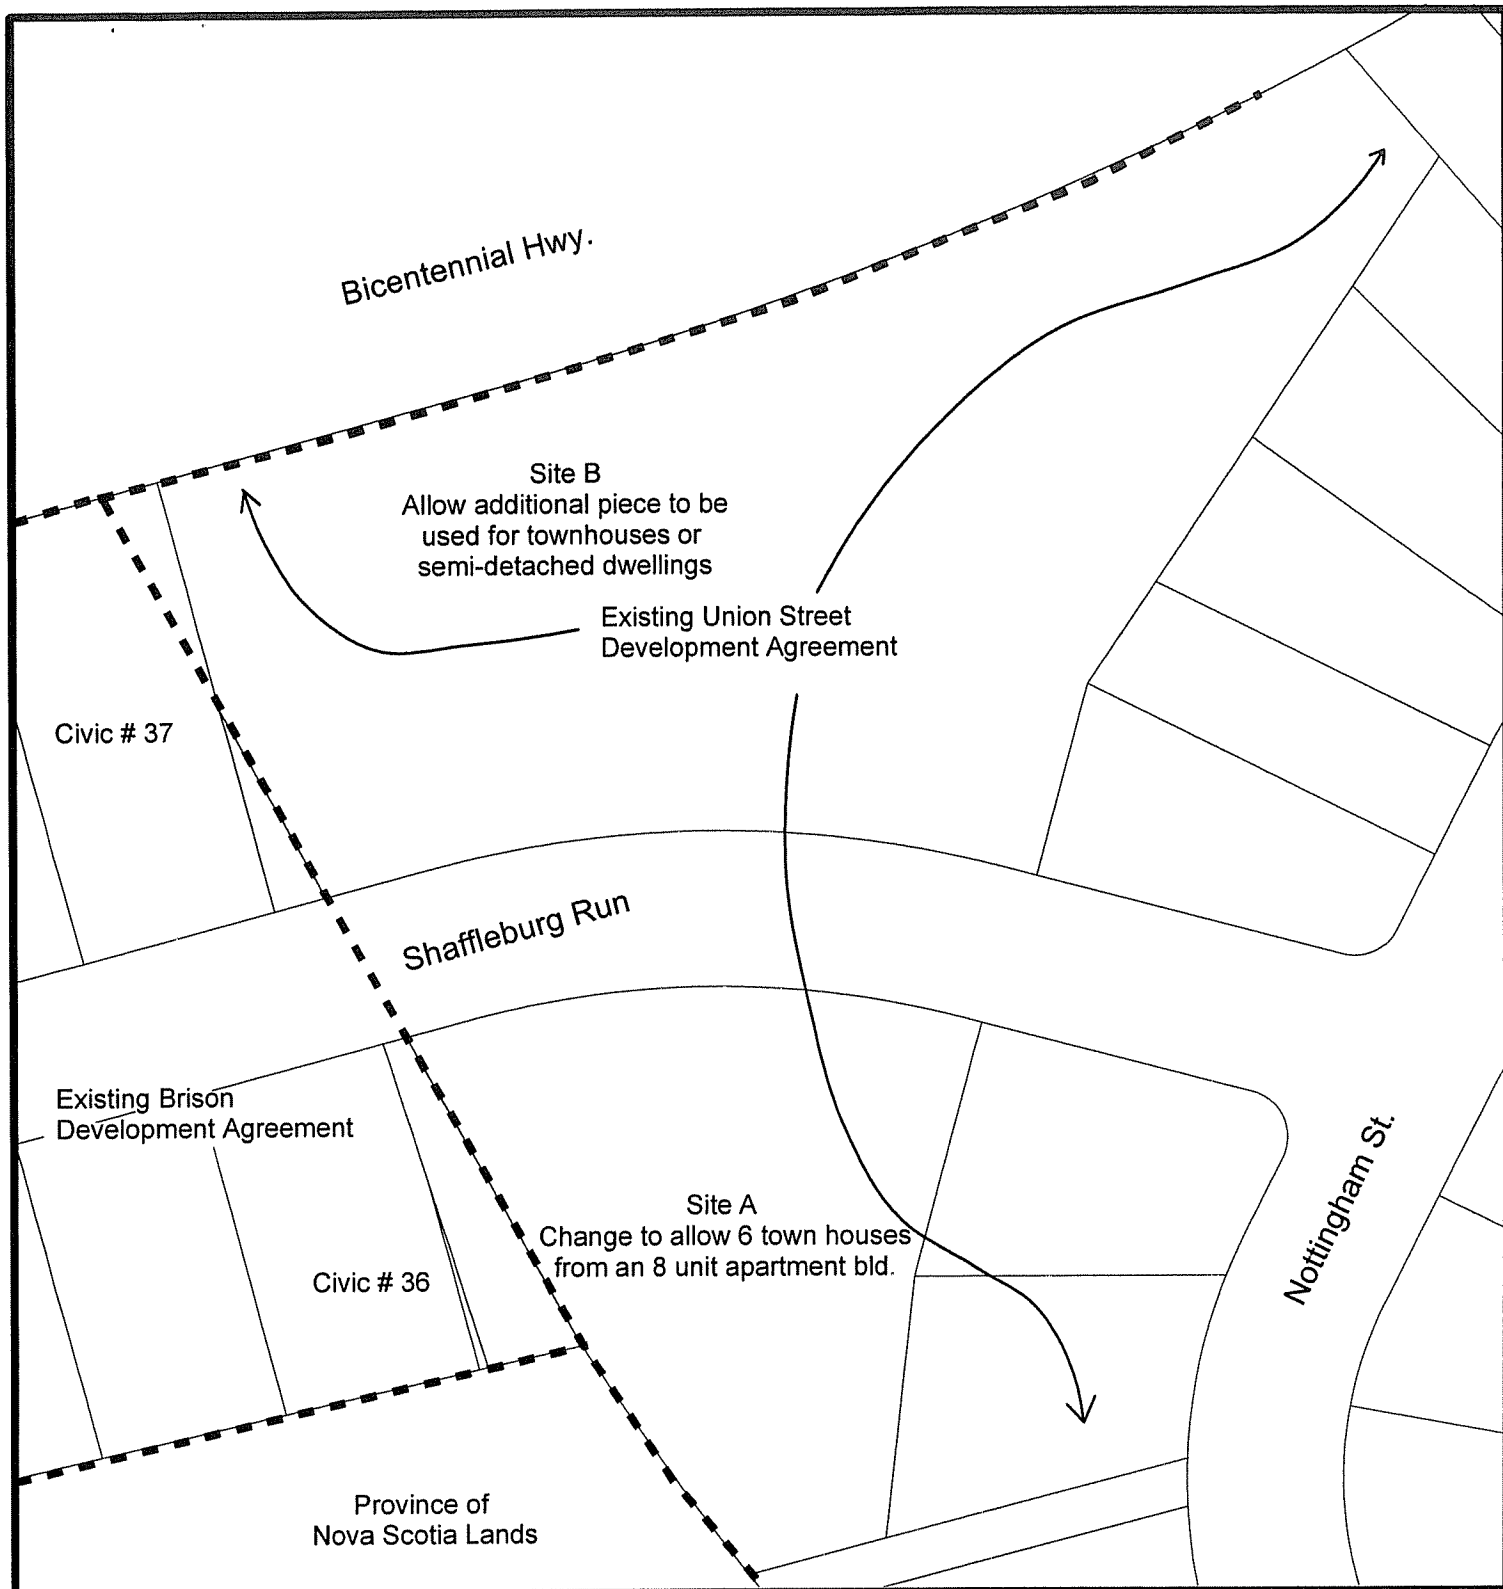 Bicentennial Hwy.
Site B
Allow additional piece to be
used for townhouses or
semi-detached dwellings
Existing Union Street
Development Agreement
Civic # 37
Shaffleburg Run
Existing Brison
Development Agreement
Site A
Change to allow 6 town houses
from an 8 unit apartment bld.
Civic # 36
Nottingham St.
Province of
Nova Scotia Lands